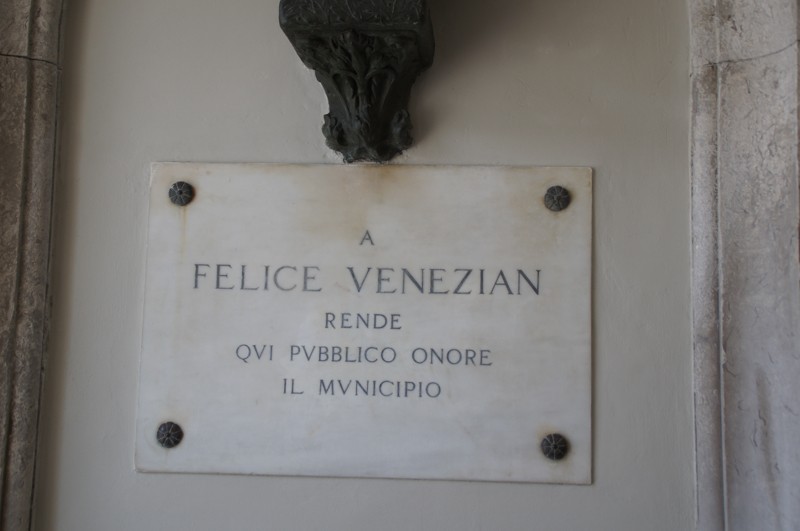 A
FELICE VENEZIAN
RENDE
QVI PVBBLICO ONORE
IL MVNICIPIO